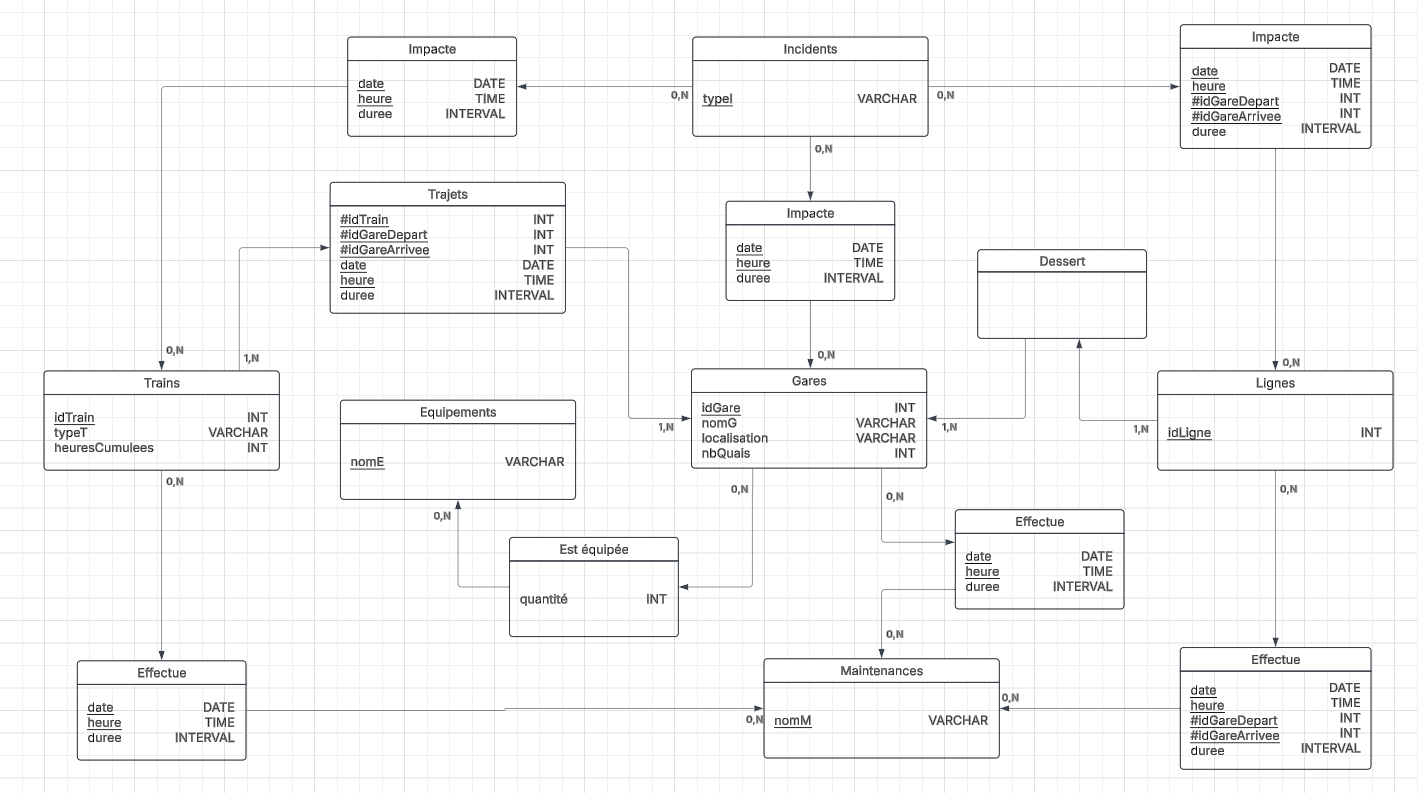 Impacte
date DATE
heure TIME
duree INTERVAL
0,N
Incidents
typeI VARCHAR
0,N
0,N
Impacte
date DATE
heure TIME
#idGareDepart INT
#idGareArrivee INT
duree INTERVAL
Trajets
#idTrain INT
#idGareDepart INT
#idGareArrivee INT
date DATE
heure TIME
duree INTERVAL
Impacte
date DATE
heure TIME
duree INTERVAL
Dessert
0,N
1,N
0,N
0,N
Trains
idTrain INT
typeT VARCHAR
heuresCumulees INT
0,N
Equipements
nomE VARCHAR
0,N
1,N
Gares
idGare INT
nomG VARCHAR
localisation VARCHAR
nbQuais INT
1,N
0,N
0,N
1,N
Lignes
idLigne INT
0,N
Est équipée
quantité INT
Effectue
date DATE
heure TIME
duree INTERVAL
0,N
Effectue
date DATE
heure TIME
duree INTERVAL
0,N
Maintenances
nomM VARCHAR
0,N
Effectue
date DATE
heure TIME
#idGareDepart INT
#idGareArrivee INT
duree INTERVAL